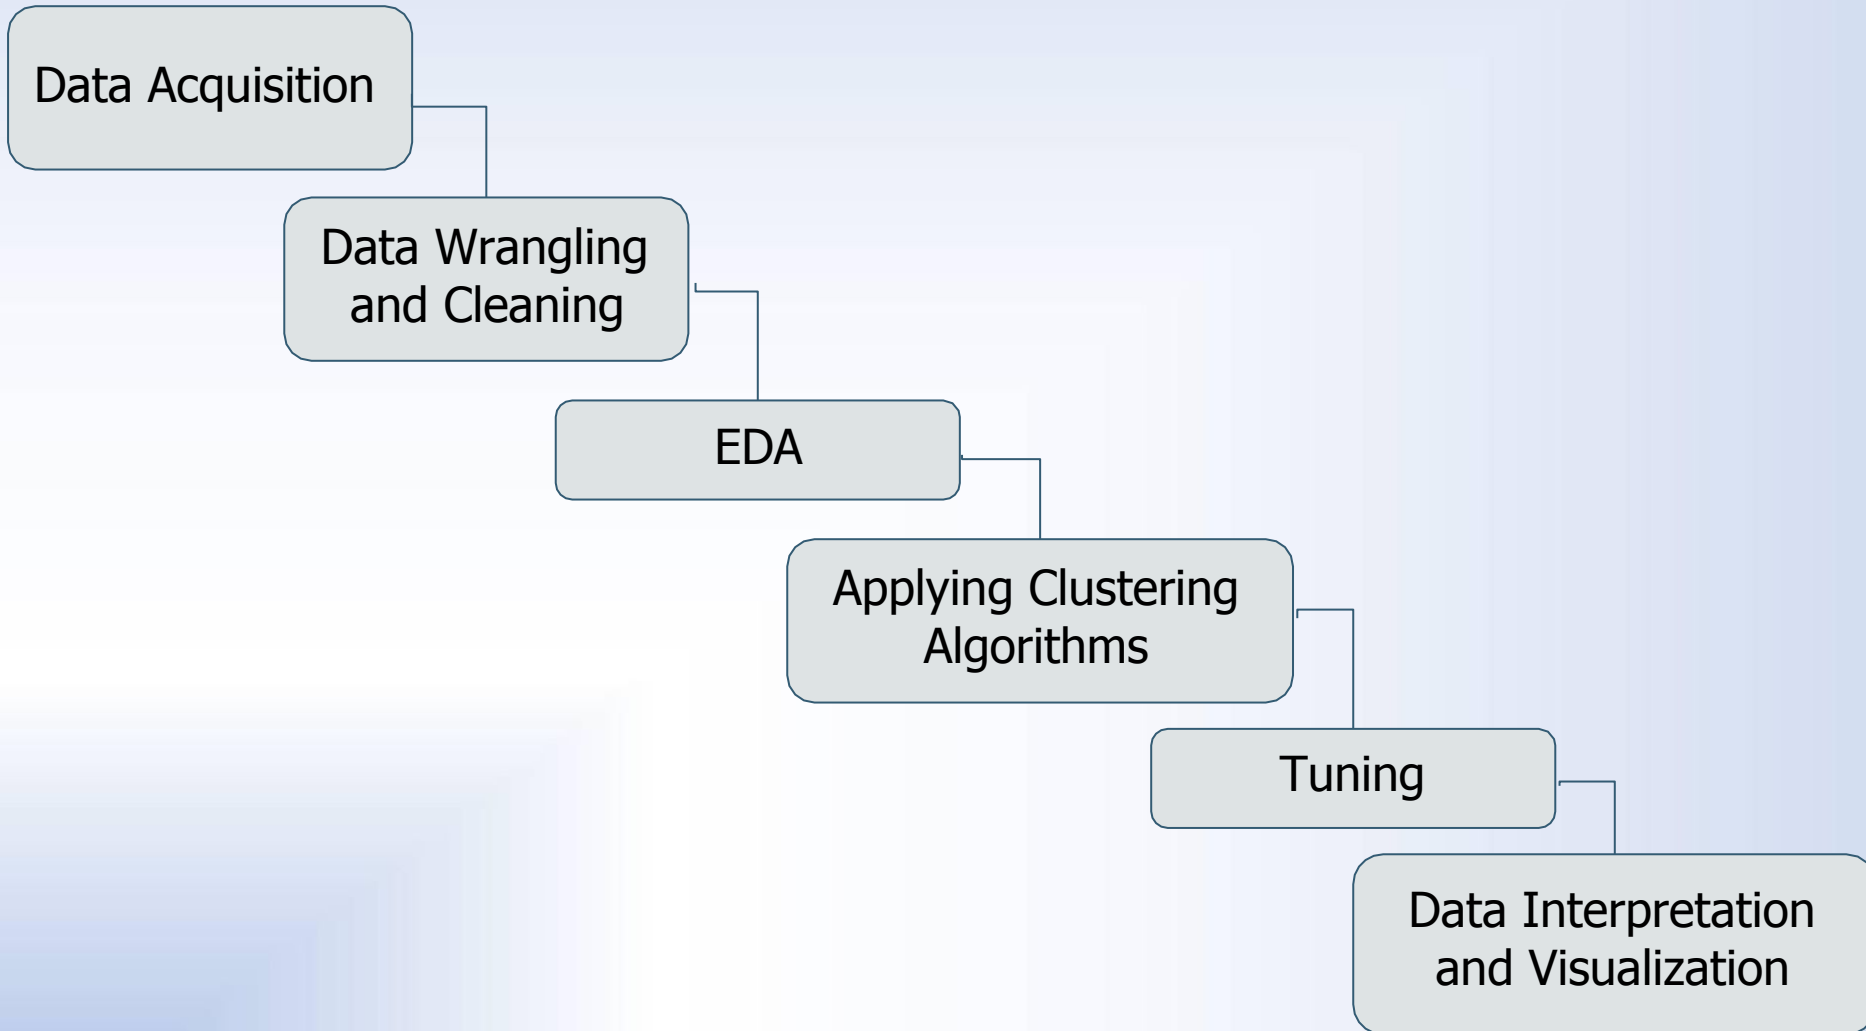 Data Acquisition
Data Wrangling
and Cleaning
EDA
Applying Clustering
Algorithms
Tuning
Data Interpretation
and Visualization